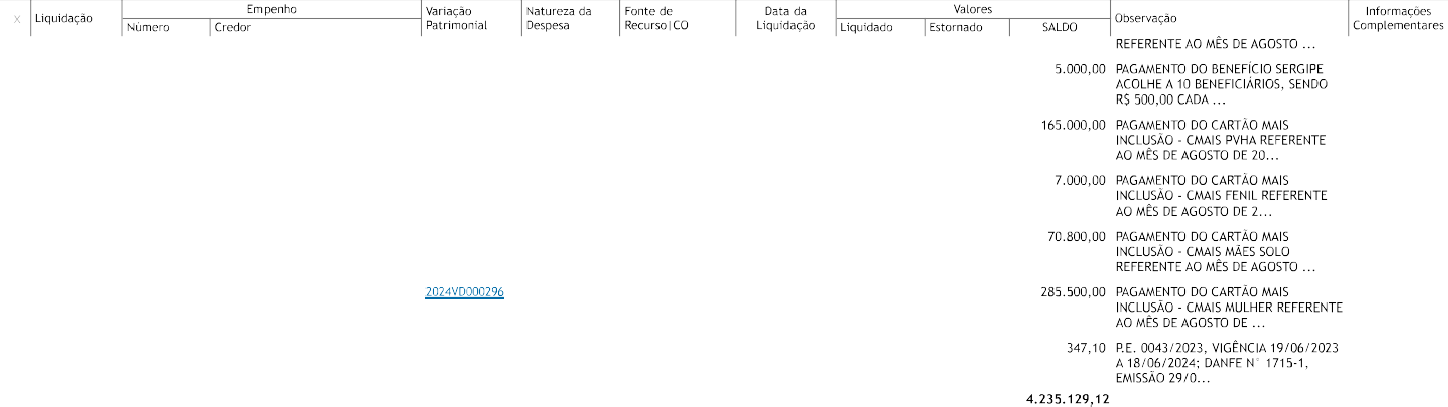 X Liquidação Empenho Variação Patrimonial Natureza da Despesa Fonte de Recurso|CO Data da Liquidação Valores Observação Informações Complementares
Número Credor Liquidado Estornado SALDO
REFERENTE AO MÊS DE AGOSTO ...
5.000,00 PAGAMENTO DO BENEFÍCIO SERGIPE
ACOLHE A 10 BENEFICIÁRIOS, SENDO
R$ 500,00 CADA ...
165.000,00 PAGAMENTO DO CARTÃO MAIS
INCLUSÃO - CMAIS PVHA REFERENTE
AO MÊS DE AGOSTO DE 20...
7.000,00 PAGAMENTO DO CARTÃO MAIS
INCLUSÃO - CMAIS FENIL REFERENTE
AO MÊS DE AGOSTO DE 2...
70.800,00 PAGAMENTO DO CARTÃO MAIS
INCLUSÃO - CMAIS MÃES SOLO
REFERENTE AO MÊS DE AGOSTO ...
2024VD000296 285.500,00 PAGAMENTO DO CARTÃO MAIS
INCLUSÃO - CMAIS MULHER REFERENTE
AO MÊS DE AGOSTO DE ...
347,10 P.E. 0043/2023, VIGÊNCIA 19/06/2023
A 18/06/2024; DANFE N° 1715-1,
EMISSÃO 29/0...
4.235.129,12